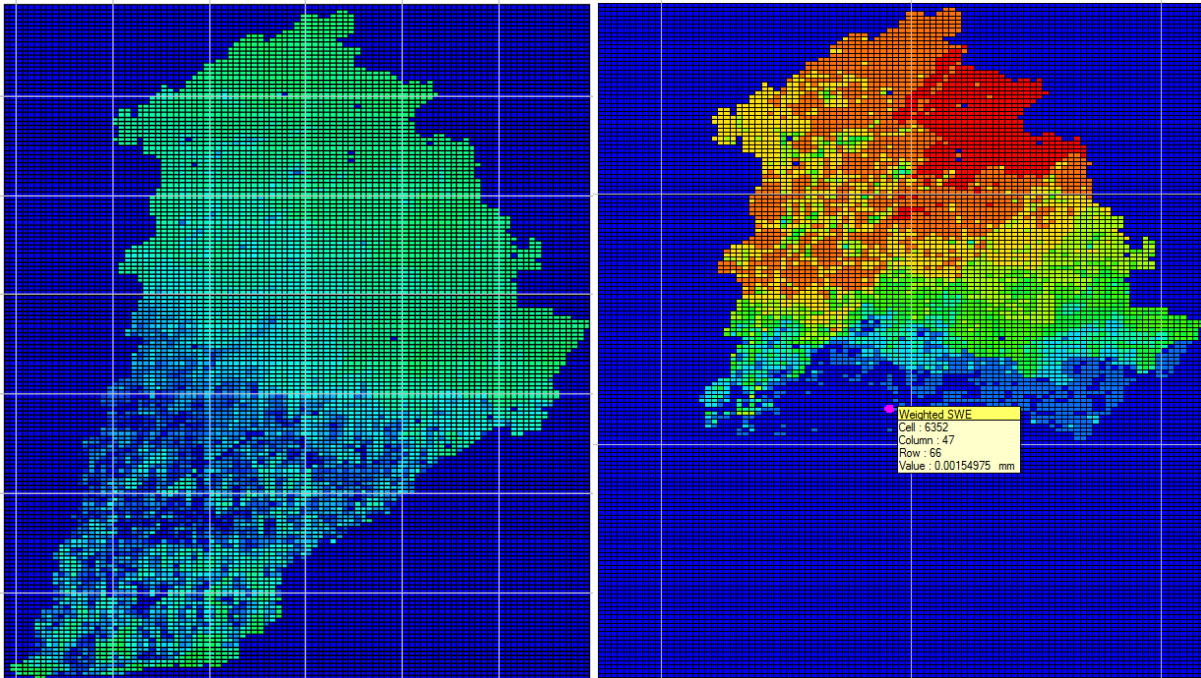 Weighted SWE
Cell : 6352
Column : 47
Row : 66
Value : 0.00154975 mm